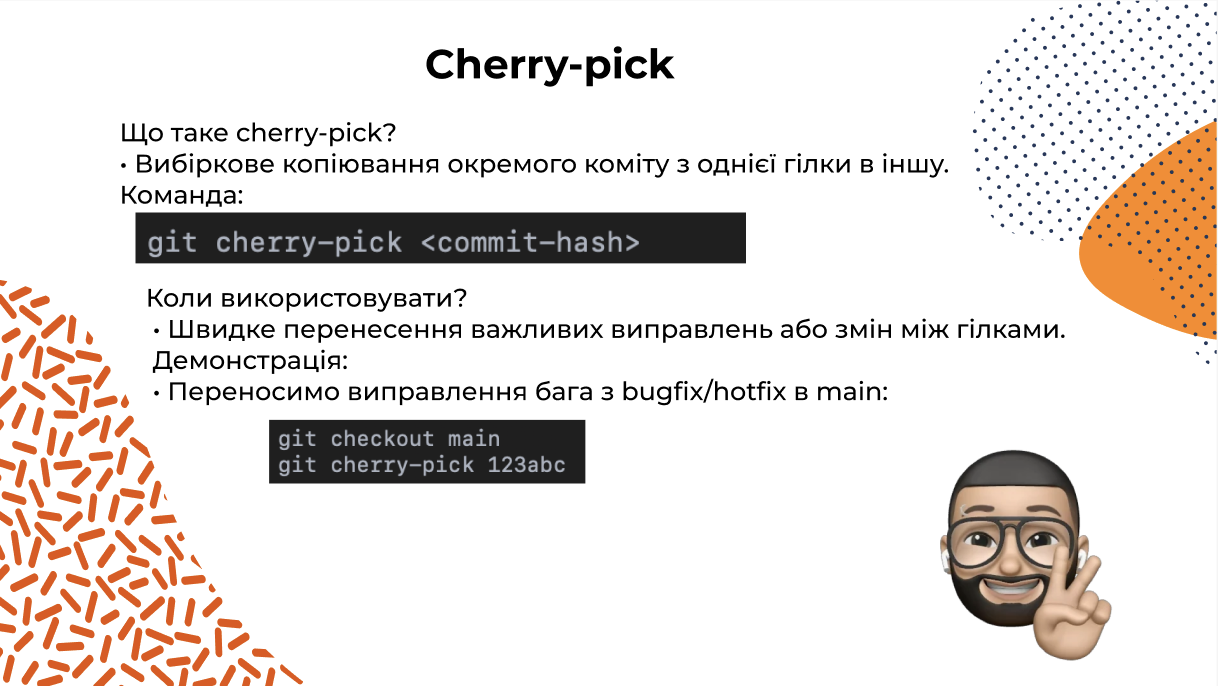 Cherry-pick
Що таке cherry-pick?
• Вибіркове копіювання окремого коміту з однієї гілки в іншу.
Команда:
git cherry-pick <commit-hash>
Коли використовувати?
• Швидке перенесення важливих виправлень або змін між гілками.
Демонстрація:
• Переносимо виправлення бага з bugfix/hotfix в main:
git checkout main
git cherry-pick 123abc